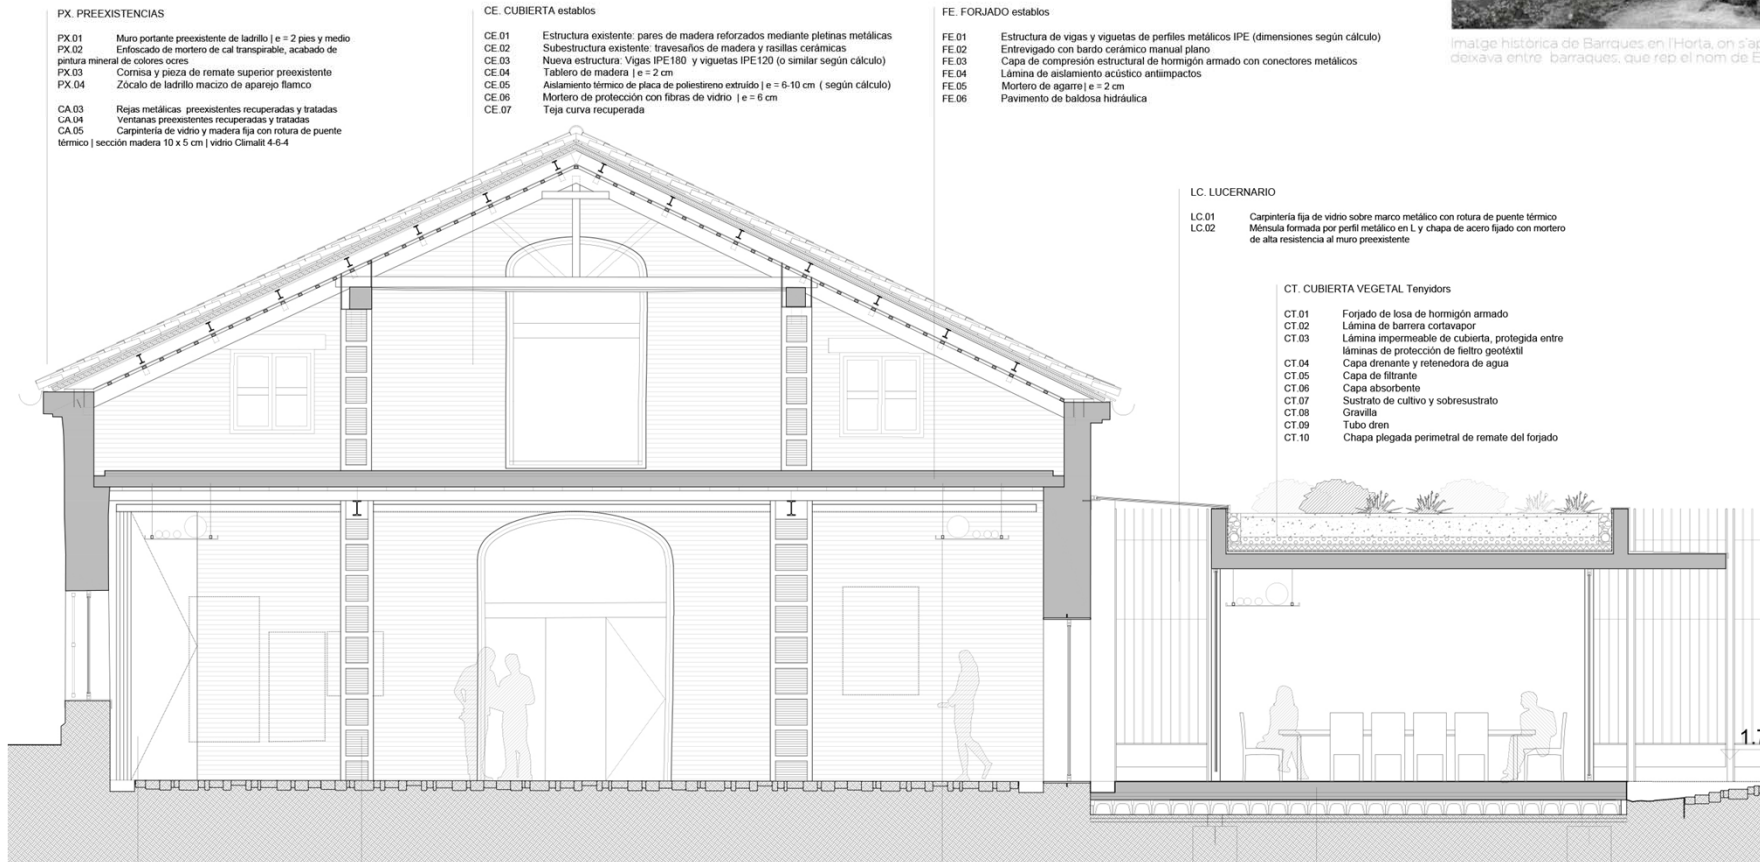 PX. PREEXISTENCIAS
PX.01 Muro portante preexistente de ladrillo | e = 2 pies y medio
PX.02 Enfoscado de mortero de cal transpirable, acabado de
pintura mineral de colores ocres
PX.03 Cornisa y pieza de remate superior preexistente
PX.04 Zócalo de ladrillo macizo de aparejo flamco
CA.03 Rejas metálicas preexistentes recuperadas y tratadas
CA.04 Ventanas preexistentes recuperadas y tratadas
CA.05 Carpintería de vidrio y madera fija con rotura de puente
térmico | sección madera 10 x 5 cm | vidrio Climalit 4-6-4
CE. CUBIERTA establos
CE.01 Estructura existente: pares de madera reforzados mediante pletinas metálicas
CE.02 Subestructura existente: travesaños de madera y rasillas cerámicas
CE.03 Nueva estructura: Vigas IPE180 y viguetas IPE120 (o similar según cálculo)
CE.04 Tablero de madera | e = 2 cm
CE.05 Aislamiento térmico de placa de poliestireno extruído | e = 6-10 cm ( según cálculo)
CE.06 Mortero de protección con fibras de vidrio | e = 6 cm
CE.07 Teja curva recuperada
FE. FORJADO establos
FE.01 Estructura de vigas y viguetas de perfiles metálicos IPE (dimensiones según cálculo)
FE.02 Entrevigado con bardo cerámico manual plano
FE.03 Capa de compresión estructural de hormigón armado con conectores metálicos
FE.04 Lámina de aislamiento acústico antiimpactos
FE.05 Mortero de agarre| e = 2 cm
FE.06 Pavimento de baldosa hidráulica
Imatge històrica de Barrques en l'Horta, on s'ap
deixava entre barraques, que rep el nom de E
LC. LUCERNARIO
LC.01 Carpintería fija de vidrio sobre marco metálico con rotura de puente térmico
LC.02 Ménsula formada por perfil metálico en L y chapa de acero fijado con mortero
de alta resistencia al muro preexistente
CT. CUBIERTA VEGETAL Tenyidors
CT.01 Forjado de losa de hormigón armado
CT.02 Lámina de barrera cortavapor
CT.03 Lámina impermeable de cubierta, protegida entre
láminas de protección de fieltro geotéxtil
CT.04 Capa drenante y retenedora de agua
CT.05 Capa de filtrante
CT.06 Capa absorbente
CT.07 Sustrato de cultivo y sobresustrato
CT.08 Gravilla
CT.09 Tubo dren
CT.10 Chapa plegada perimetral de remate del forjado